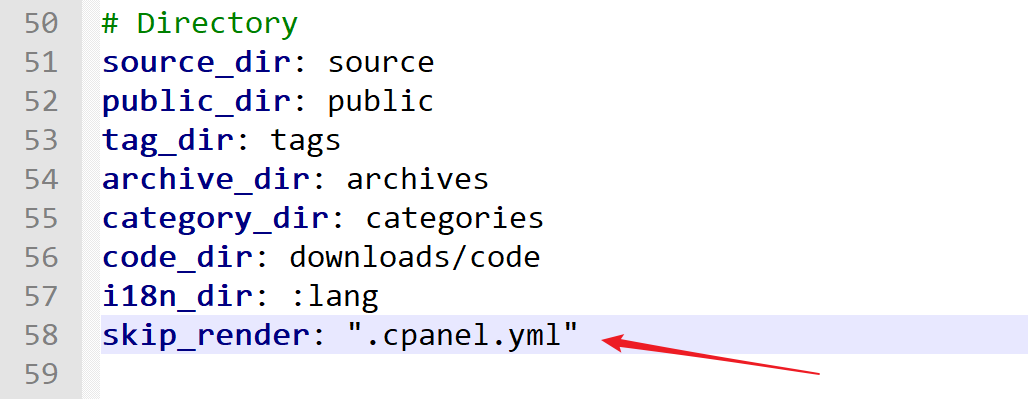 50 # Directory
51 source_dir: source
52 public_dir: public
53 tag_dir: tags
54 archive_dir: archives
55 category_dir: categories
56 code_dir: downloads/code
57 i18n_dir: :lang
58 skip_render: ".cpanel.yml"
59